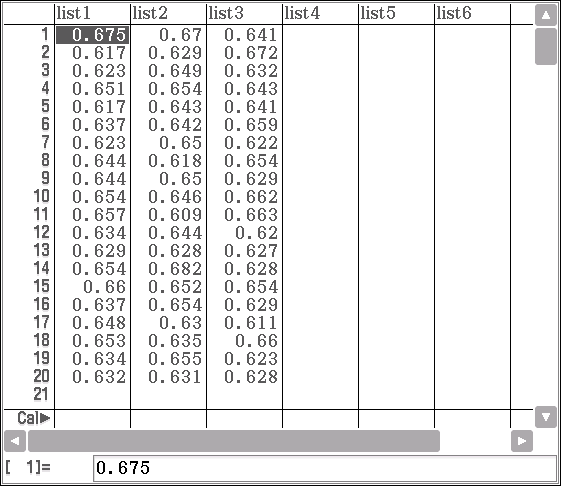 list1 list2 list3 list4 list5 list6
1 0.675 0.67 0.641
2 0.617 0.629 0.672
3 0.623 0.649 0.632
4 0.651 0.654 0.643
5 0.617 0.643 0.641
6 0.637 0.642 0.659
7 0.623 0.65 0.622
8 0.644 0.618 0.654
9 0.644 0.65 0.629
10 0.654 0.646 0.662
11 0.657 0.609 0.663
12 0.634 0.644 0.62
13 0.629 0.628 0.627
14 0.654 0.682 0.628
15 0.66 0.652 0.654
16 0.637 0.654 0.629
17 0.648 0.63 0.611
18 0.653 0.635 0.66
19 0.634 0.655 0.623
20 0.632 0.631 0.628
21
Cal▶
[ 1]= 0.675